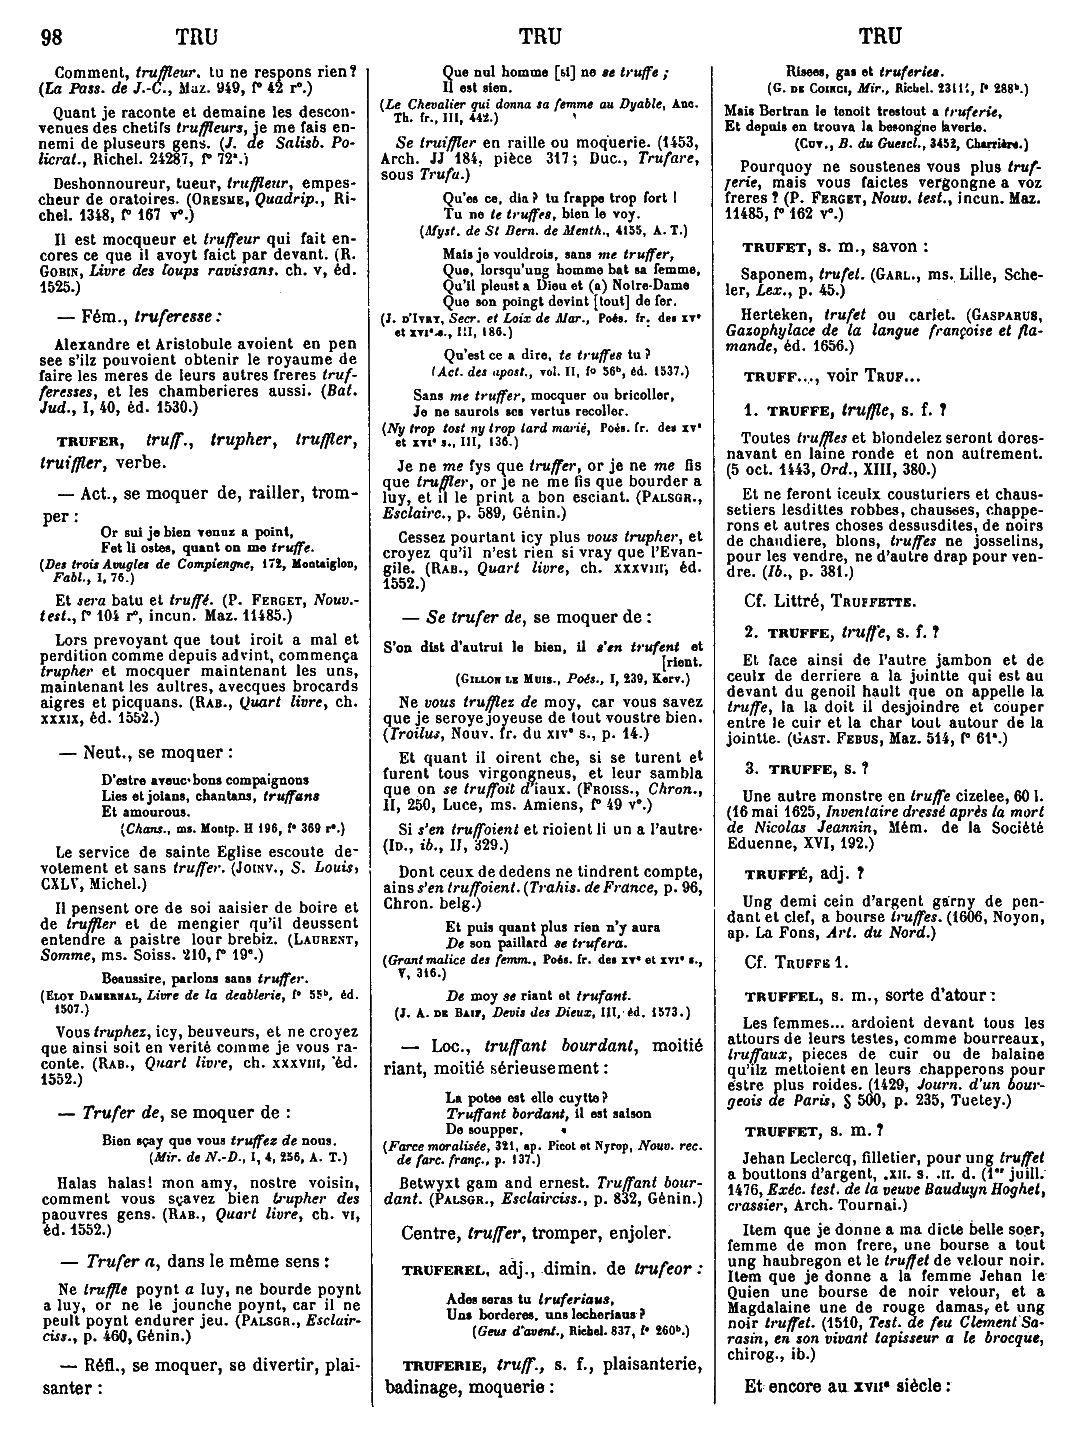 98 TRU TRU TRU
Comment, truffleur, tu ne respons rien?
(La Pass. de J.-C., Maz. 949, f° 42 r°.)
Quant je raconte et demaine les descon-
venues des chetifs truffleurs, je me fais en-
nemi de pluseurs gens. (J. de Salisb. Po-
licrat., Richel. 24287, f° 72ª.)
Deshonnoureur, tueur, truffleur, empes-
cheur de oratoires. (ORESME, Quadrip., Ri-
chel. 1348, f° 167 v°.)
Il est mocqueur et truffeur qui fait en-
cores ce que il avoyt faict par devant. (R.
GOBIN, Livre des loups ravissans. ch. v, éd.
1525.)
— Fém., truferesse :
Alexandre et Aristobule avoient en pen
see s'ilz pouvoient obtenir le royaume de
faire les meres de leurs autres freres truf-
feresses, et les chamberieres aussi. (Bat.
Jud., I, 40, éd. 1530.)
TRUFER, truff., trupher, truffler,
truiffler, verbe.
— Act., se moquer de, railler, trom-
per :
Or sui je bien venuz a point,
Fet li ostes, quant on me truffe.
(Des trois Avugles de Compiengne, 172, Montaiglon,
Fabl., I, 76.)
Et sera batu et truffé. (P. FERGET, Nouv.-
test., f° 104 r°, incun. Maz. 11485.)
Lors prevoyant que tout iroit a mal et
perdition comme depuis advint, commença
trupher et mocquer maintenant les uns,
maintenant les aultres, avecques brocards
aigres et picquans. (RAB., Quart livre, ch.
XXXIX, éd. 1552.)
— Neut., se moquer :
D'estre aveuc bons compaignons
Lies et jolans, chantans, truffans
Et amourous.
(Chans., ms. Montp. H 196, f° 369 r°.)
Le service de sainte Eglise escoute de-
votement et sans truffer. (JOINV., S. Louis,
CXLV, Michel.)
Il pensent ore de soi aaisier de boire et
de truffler et de mengier qu'il deussent
entendre a paistre lour brebiz. (LAURENT,
Somme, ms. Soiss. 210, f° 19ª.)
Beaussire, parlons sans truffer.
(ELOY DAMERNAL, Livre de la deablerie, f° 55ᵇ, éd.
1507.)
Vous truphez, icy, beuveurs, et ne croyez
que ainsi soit en verité comme je vous ra-
conte. (RAB., Quart livre, ch. XXXVIII, éd.
1552.)
— Trufer de, se moquer de :
Bien sçay que vous truffez de nous.
(Mir. de N.-D., I, 4, 256, A. T.)
Halas halas! mon amy, nostre voisin,
comment vous sçavez bien trupher des
paouvres gens. (RAB., Quart livre, ch. VI,
éd. 1552.)
— Trufer a, dans le même sens :
Ne truffle poynt a luy, ne bourde poynt
a luy, or ne le jounche poynt, car il ne
peult poynt endurer jeu. (PALSGR., Esclair-
ciss., p. 460, Génin.)
— Réfl., se moquer, se divertir, plai-
santer :
Que nul homme [si] ne se truffe ;
Il est sien.
(Le Chevalier qui donna sa femme au Dyable, Anc.
Th. fr., III, 442.)
Se truiffler en raille ou moquerie. (1453,
Arch. JJ 184, pièce 317; Duc., Trufare,
sous Trufa.)
Qu'es ce, dia? tu frappe trop fort !
Tu ne te truffes, bien le voy.
(Myst. de St Bern. de Menth., 4155, A. T.)
Mais je vouldrois, sans me truffer,
Que, lorsqu'ung homme bat sa femme,
Qu'il pleust a Dieu et (a) Nolre-Dame
Que son poingt devint [tout] de fer.
(J. D'IVRY, Secr. et Loix de Mar., Poés. fr. des XVᵉ
et XVIᵉ s., III, 186.)
Qu'est ce a dire, te truffes tu ?
(Act. des apost., vol. II, f° 56ᵇ, éd. 1537.)
Sans me truffer, mocquer ou bricoller,
Je ne saurois ses vertus recoller.
(Ny trop tost ny trop tard marié, Poés. fr. des XVᵉ
et XVIᵉ s., III, 136.)
Je ne me fys que truffer, or je ne me fis
que truffler, or je ne me fis que bourder a
luy, et il le print a bon esciant. (PALSGR.,
Esclairc., p. 589, Génin.)
Cessez pourtant icy plus vous trupher, et
croyez qu'il n'est rien si vray que l'Evan-
gile. (RAB., Quart livre, ch. XXXVIII, éd.
1552.)
— Se trufer de, se moquer de :
S'on dist d'autrui le bien, il s'en trufent et
[rient.
(GILLON LE MUIS., Poés., I, 239, Kerv.)
Ne vous trufflez de moy, car vous savez
que je seroye joyeuse de tout voustre bien.
(Troilus, Nouv. fr. du XIVᵉ s., p. 14.)
Et quant il oirent che, si se turent et
furent tous virgongneus, et leur sambla
que on se truffoit d'iaux. (FROISS., Chron.,
II, 250, Luce, ms. Amiens, f° 49 v°.)
Si s'en truffoient et rioient li un a l'autre·
(ID., ib., II, 329.)
Dont ceux de dedens ne tindrent compte,
ains s'en truffoient. (Trahis. de France, p. 96,
Chron. belg.)
Et puis quant plus rien n'y aura
De son paillard se trufera.
(Grant malice des femm., Poés. fr. des XVᵉ et XVIᵉ s.,
V, 316.)
De moy se riant et trufant.
(J. A. DE BAIF, Devis des Dieux, III, éd. 1573.)
— Loc., truffant bourdant, moitié
riant, moitié sérieusement :
La potee est elle cuytte?
Truffant bordant, il est saison
De soupper.
(Farce moralisée, 321, ap. Picot et Nyrop, Nouv. rec.
de farc. franç., p. 137.)
Betwyxt gam and ernest. Truffant bour-
dant. (PALSGR., Esclairciss., p. 832, Génin.)
Centre, truffer, tromper, enjoler.
TRUFEREL, adj., dimin. de trufeor :
Ades seras tu truferiaus,
Uns borderes, uns lecheriaus?
(Geus d'avent., Richel. 837, f° 260ᵇ.)
TRUFERIE, truff., s. f., plaisanterie,
badinage, moquerie :
Risees, gas et truferies.
(G. DE COINCI, Mir., Richel. 23111, f° 288ᵇ.)
Mais Bertran le tenoit trestout a truferie,
Et depuis en trouva la besongne averie.
(CUV., B. du Guescl., 3452, Charrière.)
Pourquoy ne soustenes vous plus truf-
ferie, mais vous faictes vergongne a voz
freres ? (P. FERGET, Nouv. test., incun. Maz.
11485, f° 162 v°.)
TRUFET, s. m., savon :
Saponem, trufet. (GARL., ms. Lille, Sche-
ler, Lex., p. 45.)
Herteken, trufet ou carlet. (GASPARUS,
Gazophylace de la langue françoise et fla-
mande, éd. 1656.)
TRUFF..., voir TRUF...
1. TRUFFE, truffle, s. f. ?
Toutes truffles et blondelez seront dores-
navant en laine ronde et non autrement.
(5 oct. 1443, Ord., XIII, 380.)
Et ne feront iceulx cousturiers et chaus-
setiers lesdittes robbes, chausses, chappe-
rons et autres choses dessusdites, de noirs
de chaudiere, blons, truffes ne josselins,
pour les vendre, ne d'autre drap pour ven-
dre. (Ib., p. 381.)
Cf. Littré, TRUFFETTE.
2. TRUFFE, truffe, s. f. ?
Et face ainsi de l'autre jambon et de
ceulx de derriere a la jointte qui est au
devant du genoil hault que on appelle la
truffe, la la doit il desjoindre et couper
entre le cuir et la char tout autour de la
jointte. (GAST. FEBUS, Maz. 514, f° 61ª.)
3. TRUFFE, s. ?
Une autre monstre en truffe cizelee, 60 l.
(16 mai 1625, Inventaire dressé après la mort
de Nicolas Jeannin, Mém. de la Société
Eduenne, XVI, 192.)
TRUFFÉ, adj. ?
Ung demi cein d'argent garny de pen-
dant et clef, a bourse truffes. (1606, Noyon,
ap. La Fons, Art. du Nord.)
Cf. TRUFFE 1.
TRUFFEL, s. m., sorte d'atour :
Les femmes... ardoient devant tous les
attours de leurs testes, comme bourreaux,
truffaux, pieces de cuir ou de balaine
qu'ilz mettoient en leurs chapperons pour
estre plus roides. (1429, Journ. d'un bour-
geois de Paris, § 500, p. 235, Tuetey.)
TRUFFET, s. m. ?
Jehan Leclercq, filletier, pour ung truffet
a bouttons d'argent, .XII. s. .II. d. (1ᵉʳ juill.
1476, Exéc. test. de la veuve Bauduyn Hoghet,
crassier, Arch. Tournai.)
Item que je donne a ma dicte belle soer,
femme de mon frere, une bourse a tout
ung haubregon et le truffet de velour noir.
Item que je donne a la femme Jehan le
Quien une bourse de noir velour, et a
Magdalaine une de rouge damas, et ung
noir truffet. (1510, Test. de feu Clement Sa-
rasin, en son vivant tapisseur a le brocque,
chirog., ib.)
Et encore au XVIIᵉ siècle :